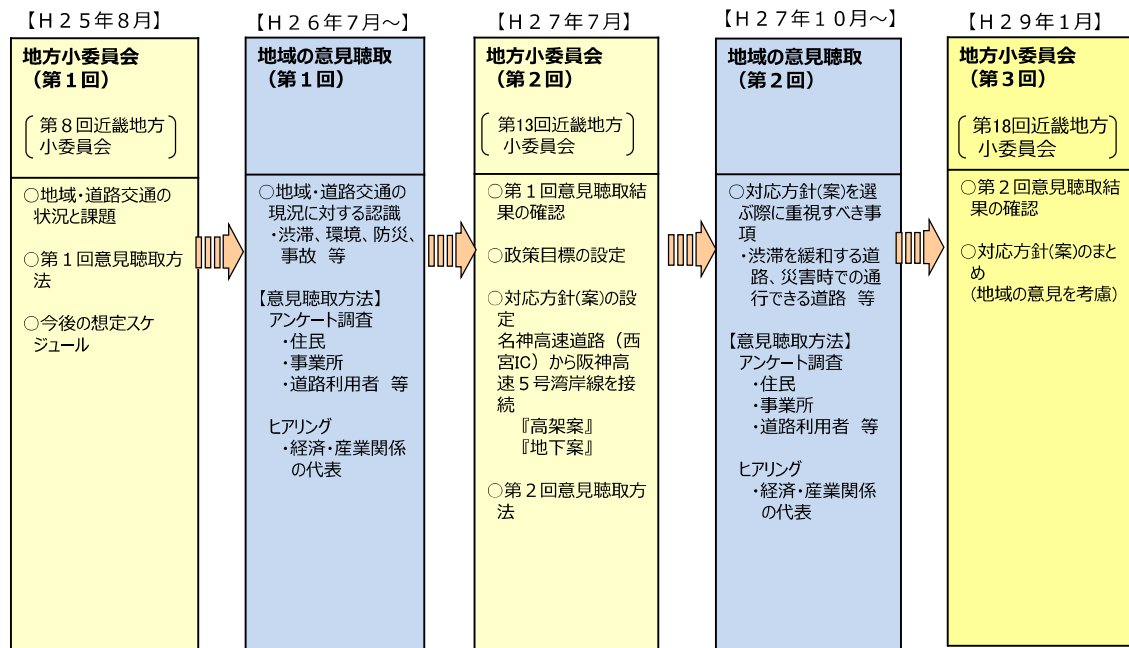 【H25年8月】
地方小委員会
(第1回)
第8回近畿地方
小委員会
○地域・道路交通の
状況と課題
○第1回意見聴取方
法
○今後の想定スケ
ジュール
【H26年7月~】
地域の意見聴取
(第1回)
○地域・道路交通の
現況に対する認識
・渋滞、環境、防災、
事故 等
【意見聴取方法】
アンケート調査
・住民
・事業所
・道路利用者 等
ヒアリング
・経済・産業関係
の代表
【H27年7月】
地方小委員会
(第2回)
第13回近畿地方
小委員会
○第1回意見聴取結
果の確認
○政策目標の設定
○対応方針(案)の設
定
名神高速道路(西
宮IC)から阪神高
速5号湾岸線を接
続
『高架案』
『地下案』
○第2回意見聴取方
法
【H27年10月~】
地域の意見聴取
(第2回)
○対応方針(案)を選
ぶ際に重視すべき事
項
・渋滞を緩和する道
路、災害時での通
行できる道路 等
【意見聴取方法】
アンケート調査
・住民
・事業所
・道路利用者 等
ヒアリング
・経済・産業関係
の代表
【H29年1月】
地方小委員会
(第3回)
第18回近畿地方
小委員会
○第2回意見聴取結
果の確認
○対応方針(案)のまと
め
(地域の意見を考慮)